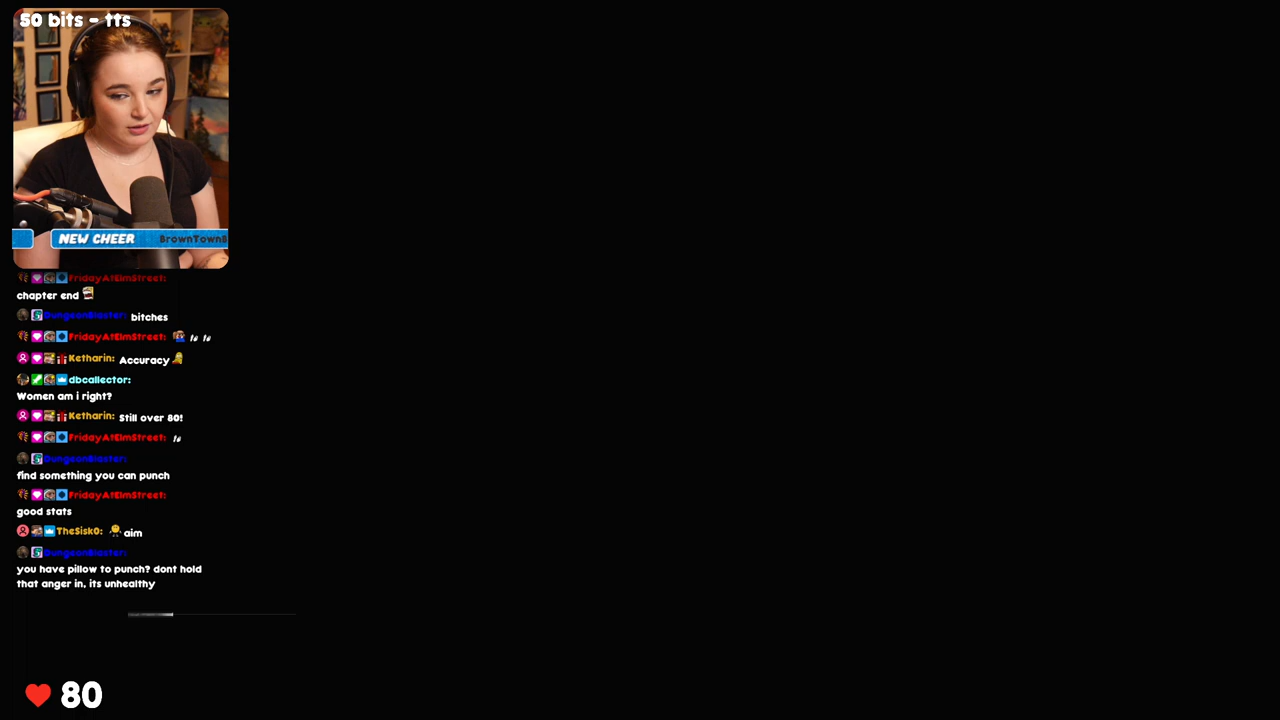 50 bits - tts
NEW CHEER BrownTownB
FridayAtElmStreet:
chapter end
DungeonBlaster: bitches
FridayAtElmStreet:
Ketharin: Accuracy
dbcallector:
Women am i right?
Ketharin: Still over 80!
FridayAtElmStreet:
DungeonBlaster:
find something you can punch
FridayAtElmStreet:
good stats
TheSisk0: aim
DungeonBlaster:
you have pillow to punch? dont hold
that anger in, its unhealthy
80